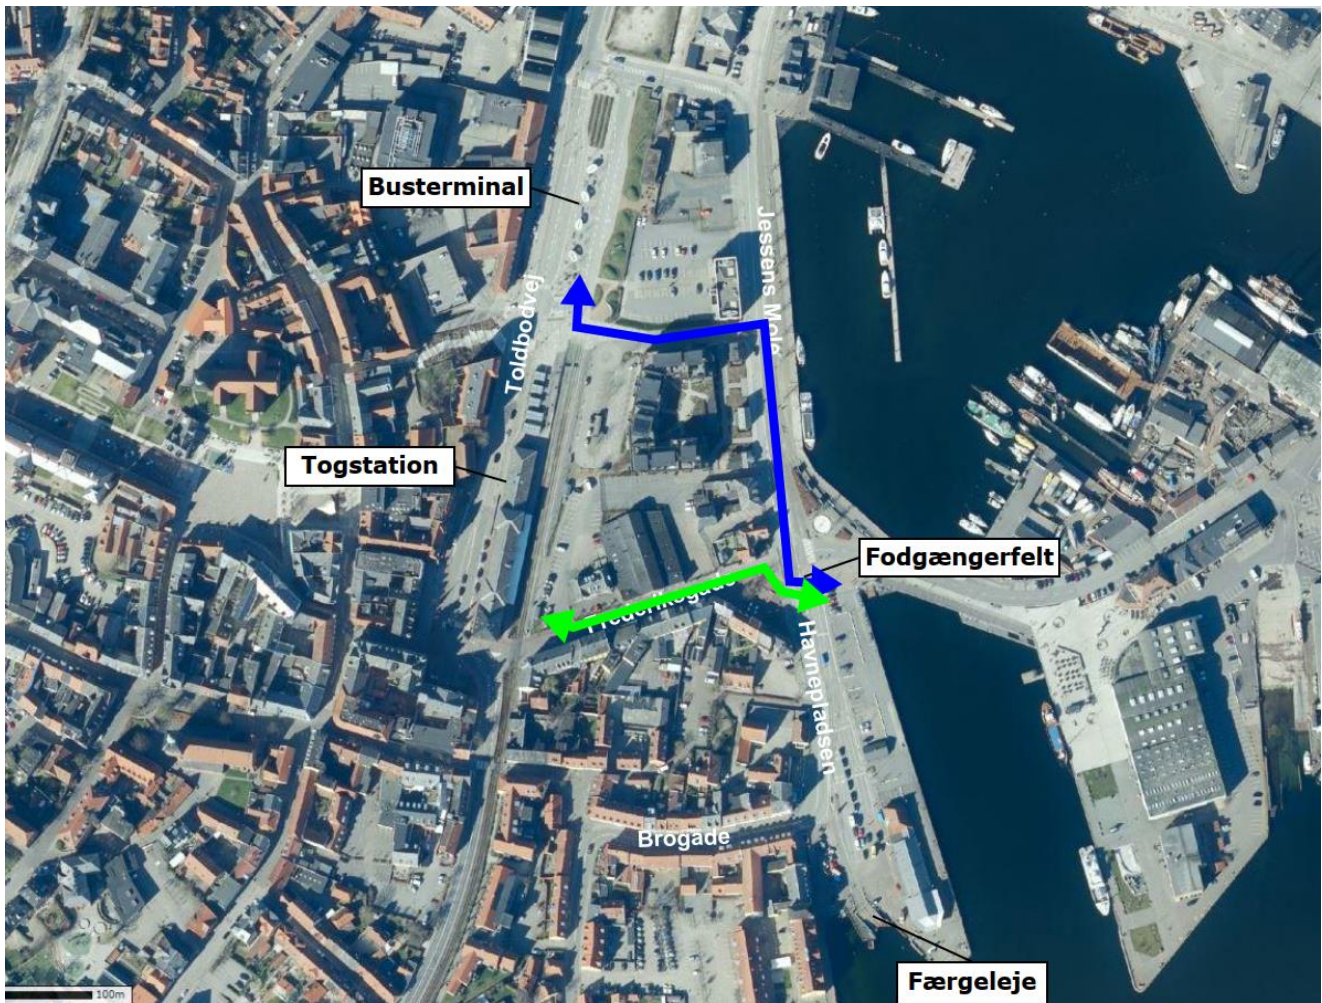 Busterminal
Jessens Mole
Toldbodvej
Togstation
Fodgængerfelt
Frederiksgade
Havnepladsen
Brogade
Færgeleje
100m